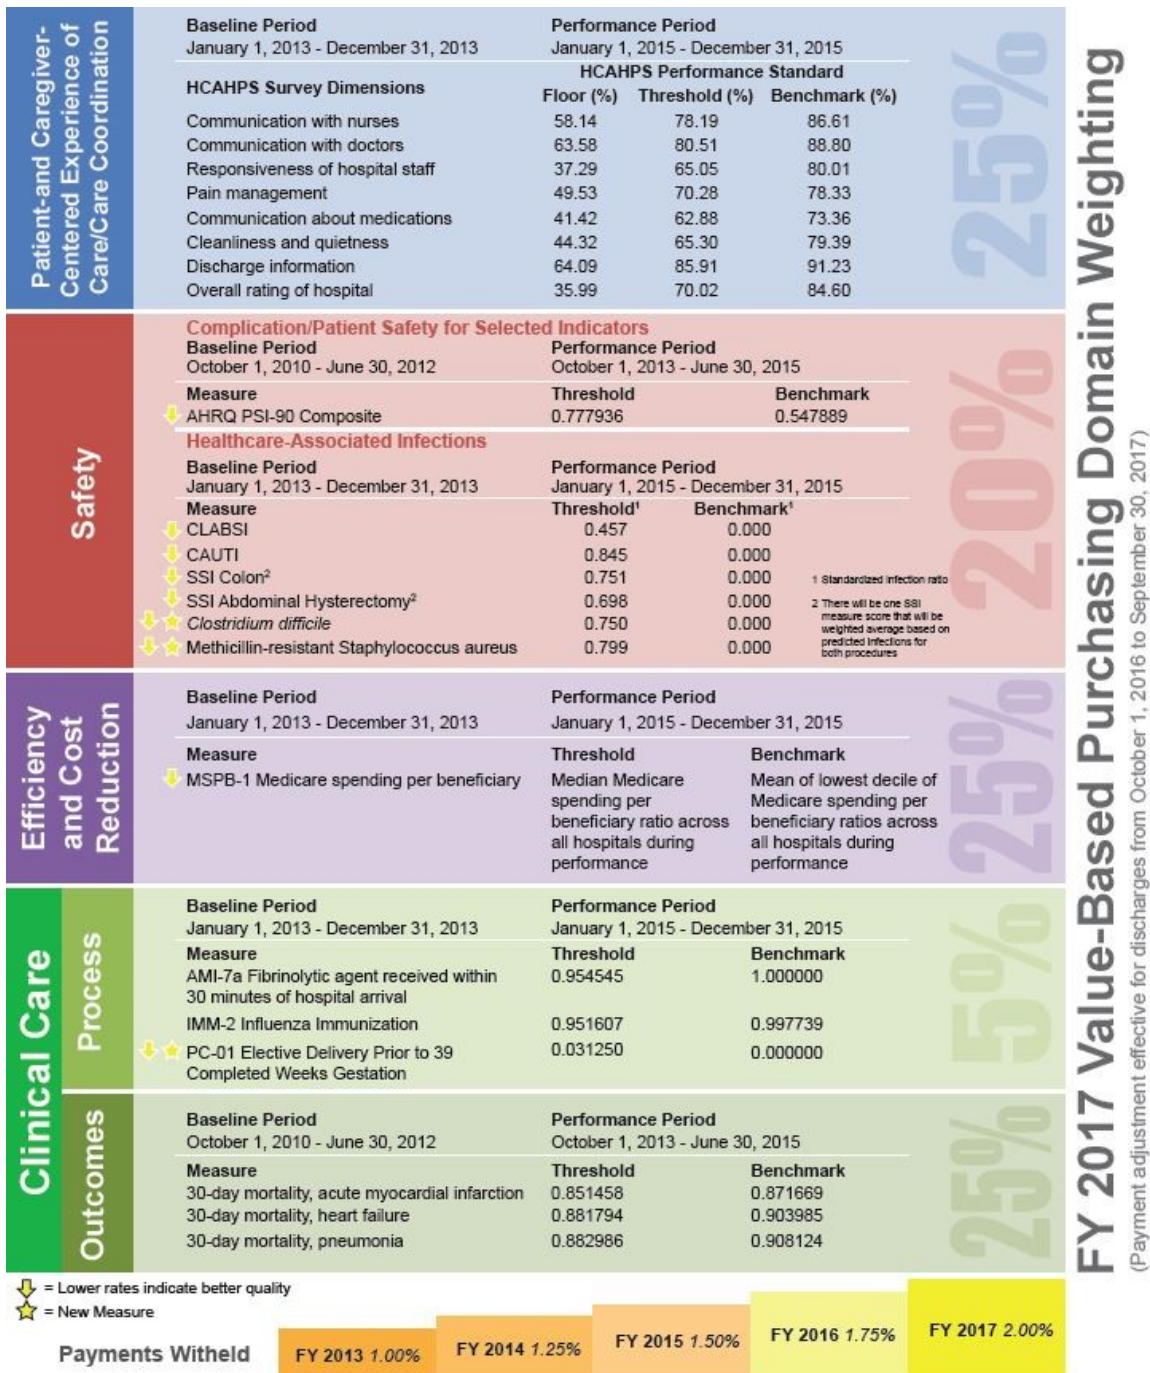 Patient-and Caregiver-
Centered Experience of
Care/Care Coordination
Baseline Period Performance Period
January 1, 2013 - December 31, 2013 January 1, 2015 - December 31, 2015
HCAHPS Performance Standard
HCAHPS Survey Dimensions Floor (%) Threshold (%) Benchmark (%)
Communication with nurses 58.14 78.19 86.61
Communication with doctors 63.58 80.51 88.80
Responsiveness of hospital staff 37.29 65.05 80.01
Pain management 49.53 70.28 78.33
Communication about medications 41.42 62.88 73.36
Cleanliness and quietness 44.32 65.30 79.39
Discharge information 64.09 85.91 91.23
Overall rating of hospital 35.99 70.02 84.60
25%
Safety
Complication/Patient Safety for Selected Indicators
Baseline Period Performance Period
October 1, 2010 - June 30, 2012 October 1, 2013 - June 30, 2015
Measure Threshold Benchmark
AHRQ PSI-90 Composite 0.777936 0.547889
Healthcare-Associated Infections
Baseline Period Performance Period
January 1, 2013 - December 31, 2013 January 1, 2015 - December 31, 2015
Measure Threshold¹ Benchmark¹
CLABSI 0.457 0.000
CAUTI 0.845 0.000
SSI Colon² 0.751 0.000
SSI Abdominal Hysterectomy² 0.698 0.000
Clostridium difficile 0.750 0.000
Methicillin-resistant Staphylococcus aureus 0.799 0.000
1 Standardized infection ratio
2 There will be one SSI
measure score that will be
weighted average based on
predicted infections for
both procedures
20%
Efficiency
and Cost
Reduction
Baseline Period Performance Period
January 1, 2013 - December 31, 2013 January 1, 2015 - December 31, 2015
Measure Threshold Benchmark
MSPB-1 Medicare spending per beneficiary Median Medicare Mean of lowest decile of
spending per Medicare spending per
beneficiary ratio across beneficiary ratios across
all hospitals during all hospitals during
performance performance
25%
Clinical Care
Process
Baseline Period Performance Period
January 1, 2013 - December 31, 2013 January 1, 2015 - December 31, 2015
Measure Threshold Benchmark
AMI-7a Fibrinolytic agent received within 0.954545 1.000000
30 minutes of hospital arrival
IMM-2 Influenza Immunization 0.951607 0.997739
PC-01 Elective Delivery Prior to 39 0.031250 0.000000
Completed Weeks Gestation
5%
Outcomes
Baseline Period Performance Period
October 1, 2010 - June 30, 2012 October 1, 2013 - June 30, 2015
Measure Threshold Benchmark
30-day mortality, acute myocardial infarction 0.851458 0.871669
30-day mortality, heart failure 0.881794 0.903985
30-day mortality, pneumonia 0.882986 0.908124
25%
FY 2017 Value-Based Purchasing Domain Weighting
(Payment adjustment effective for discharges from October 1, 2016 to September 30, 2017)
= Lower rates indicate better quality
= New Measure
Payments Witheld FY 2013 1.00% FY 2014 1.25% FY 2015 1.50% FY 2016 1.75% FY 2017 2.00%